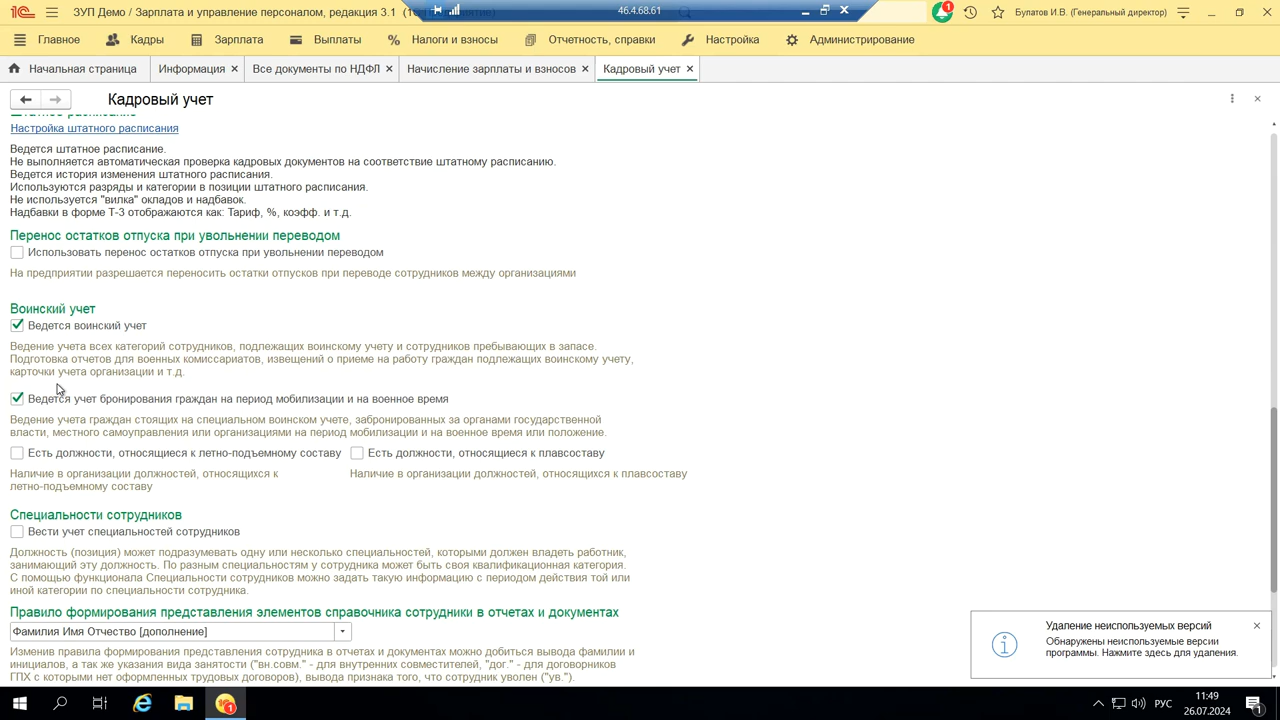 ЗУП Демо / Зарплата и управление персоналом, редакция 3.1 (1С:Предприятие)
46.4.68.61
1
Булатов И.В. (Генеральный директор)
Главное
Кадры
Зарплата
Выплаты
Налоги и взносы
Отчетность, справки
Настройка
Администрирование
Начальная страница
Информация
Все документы по НДФЛ
Начисление зарплаты и взносов
Кадровый учет
Кадровый учет
Штатное расписание
Настройка штатного расписания
Ведется штатное расписание.
Не выполняется автоматическая проверка кадровых документов на соответствие штатному расписанию.
Ведется история изменения штатного расписания.
Используются разряды и категории в позиции штатного расписания.
Не используется "вилка" окладов и надбавок.
Надбавки в форме Т-3 отображаются как: Тариф, %, коэфф. и т.д.
Перенос остатков отпуска при увольнении переводом
Использовать перенос остатков отпуска при увольнении переводом
На предприятии разрешается переносить остатки отпусков при переводе сотрудников между организациями
Воинский учет
Ведется воинский учет
Ведение учета всех категорий сотрудников, подлежащих воинскому учету и сотрудников пребывающих в запасе.
Подготовка отчетов для военных комиссариатов, извещений о приеме на работу граждан подлежащих воинскому учету,
карточки учета организации и т.д.
Ведется учет бронирования граждан на период мобилизации и на военное время
Ведение учета граждан стоящих на специальном воинском учете, забронированных за органами государственной
власти, местного самоуправления или организациями на период мобилизации и на военное время или положение.
Есть должности, относящиеся к летно-подъемному составу
Есть должности, относящиеся к плавсоставу
Наличие в организации должностей, относящихся к
летно-подъемному составу
Наличие в организации должностей, относящихся к плавсоставу
Специальности сотрудников
Вести учет специальностей сотрудников
Должность (позиция) может подразумевать одну или несколько специальностей, которыми должен владеть работник,
занимающий эту должность. По разным специальностям у сотрудника может быть своя квалификационная категория.
С помощью функционала Специальности сотрудников можно задать такую информацию с периодом действия той или
иной категории по специальности сотрудника.
Правило формирования представления элементов справочника сотрудники в отчетах и документах
Фамилия Имя Отчество [дополнение]
Изменив правила формирования представления сотрудника в отчетах и документах можно добиться вывода фамилии и
инициалов, а так же указания вида занятости ("вн.совм." - для внутренних совместителей, "дог." - для договорников
ГПХ с которыми нет оформленных трудовых договоров), вывода признака того, что сотрудник уволен ("ув.").
Удаление неиспользуемых версий
Обнаружены неиспользуемые версии
программы. Нажмите здесь для удаления.
1
РУС
11:49
26.07.2024
1